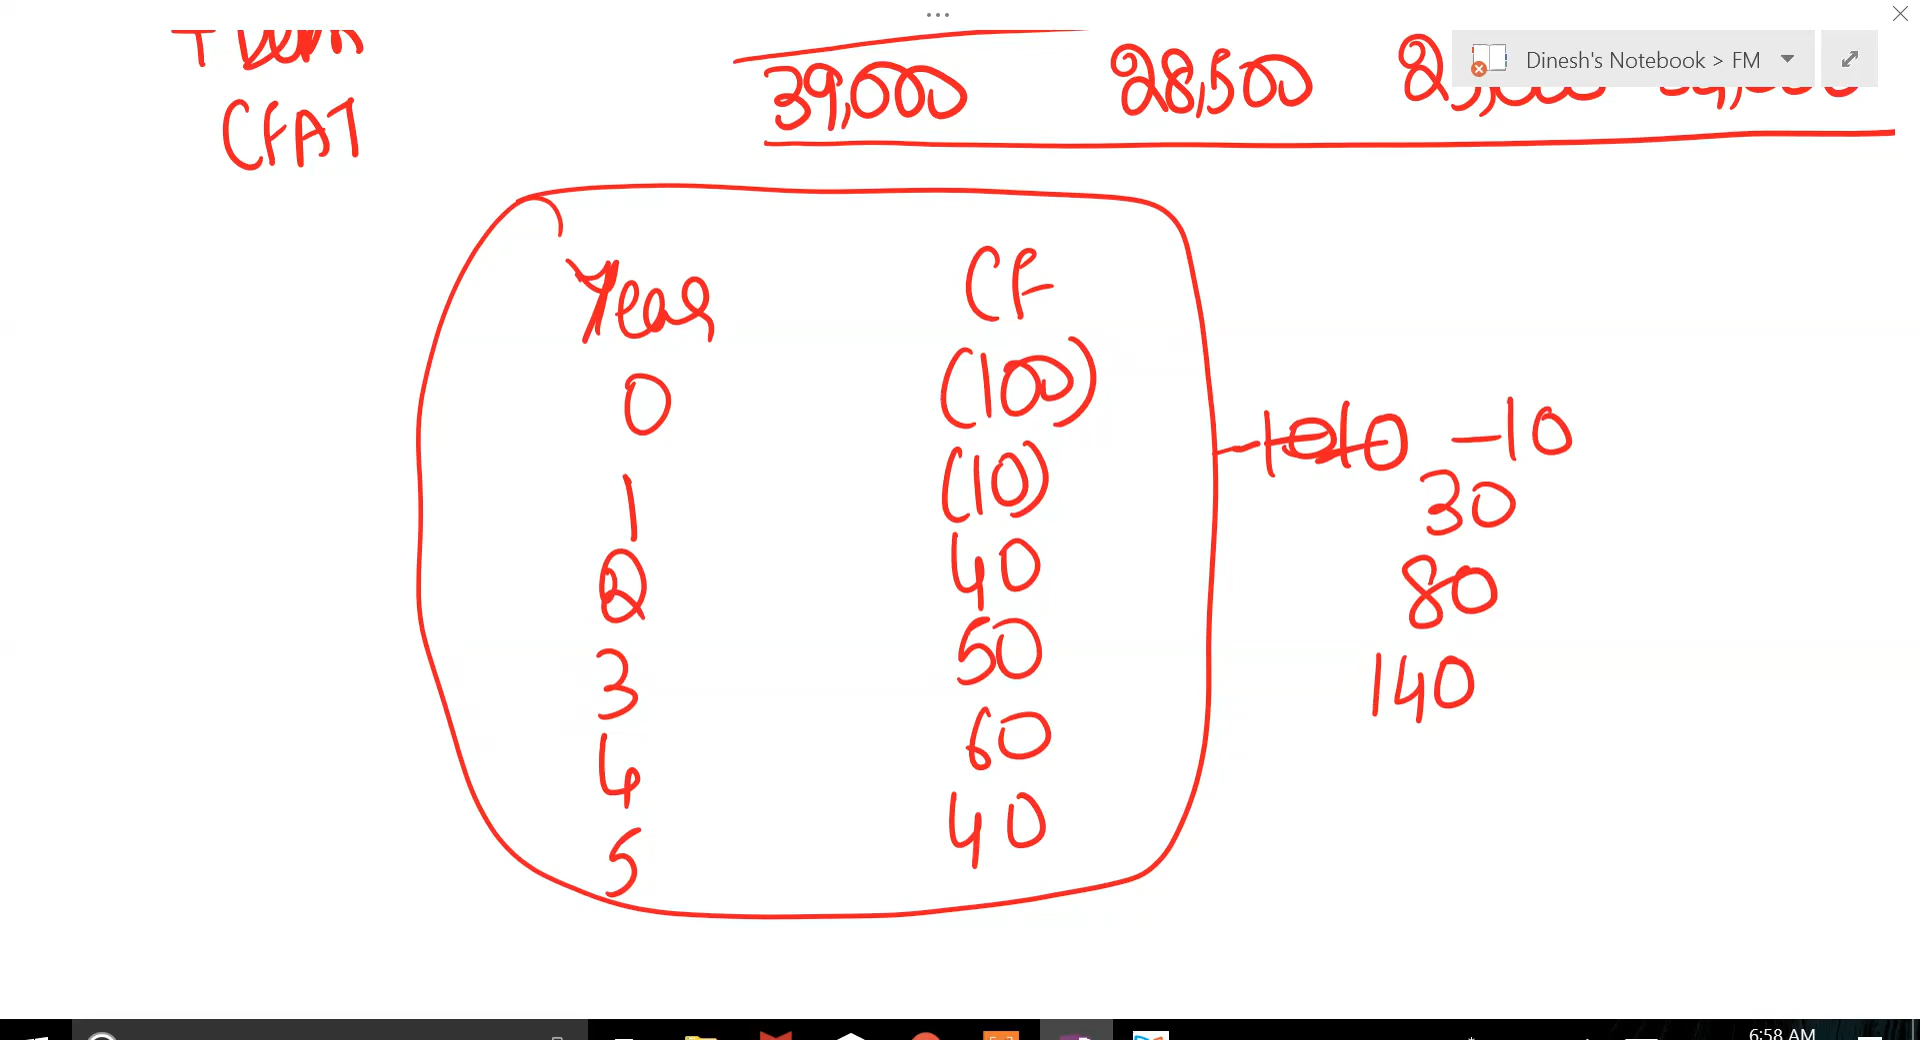 Dinesh's Notebook > FM
39,000 28,500
CFAT
Year CF
0 (100)
1 (10) -10
2 40 30
3 50 80
4 60 140
5 40
6:58 AM